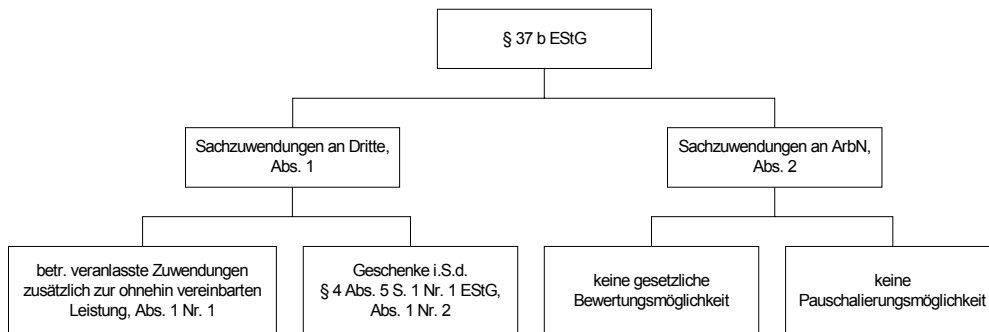 § 37 b EStG
Sachzuwendungen an Dritte,
Abs. 1
Sachzuwendungen an ArbN,
Abs. 2
betr. veranlasste Zuwendungen
zusätzlich zur ohnehin vereinbarten
Leistung, Abs. 1 Nr. 1
Geschenke i.S.d.
§ 4 Abs. 5 S. 1 Nr. 1 EStG,
Abs. 1 Nr. 2
keine gesetzliche
Bewertungsmöglichkeit
keine
Pauschalierungsmöglichkeit